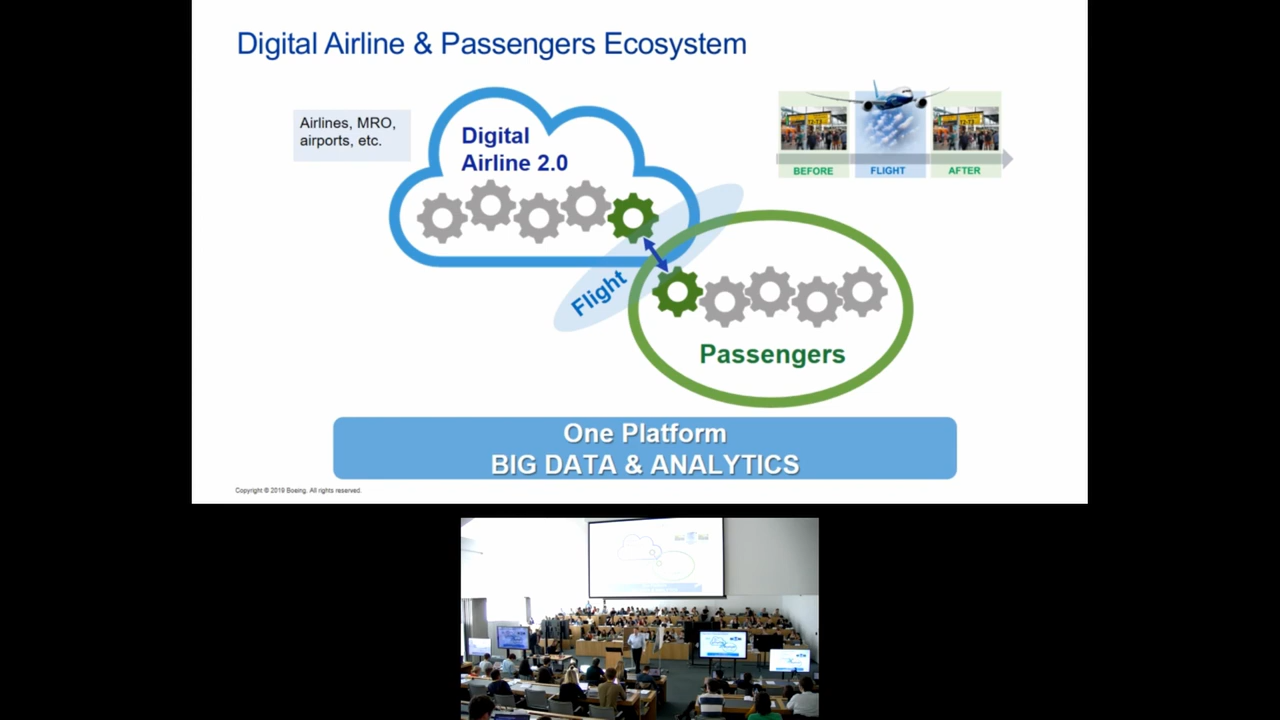 Digital Airline & Passengers Ecosystem
Airlines, MRO,
airports, etc.
Digital
Airline 2.0
BEFORE
FLIGHT
AFTER
Flight
Passengers
One Platform
BIG DATA & ANALYTICS
Copyright © 2019 Boeing. All rights reserved.